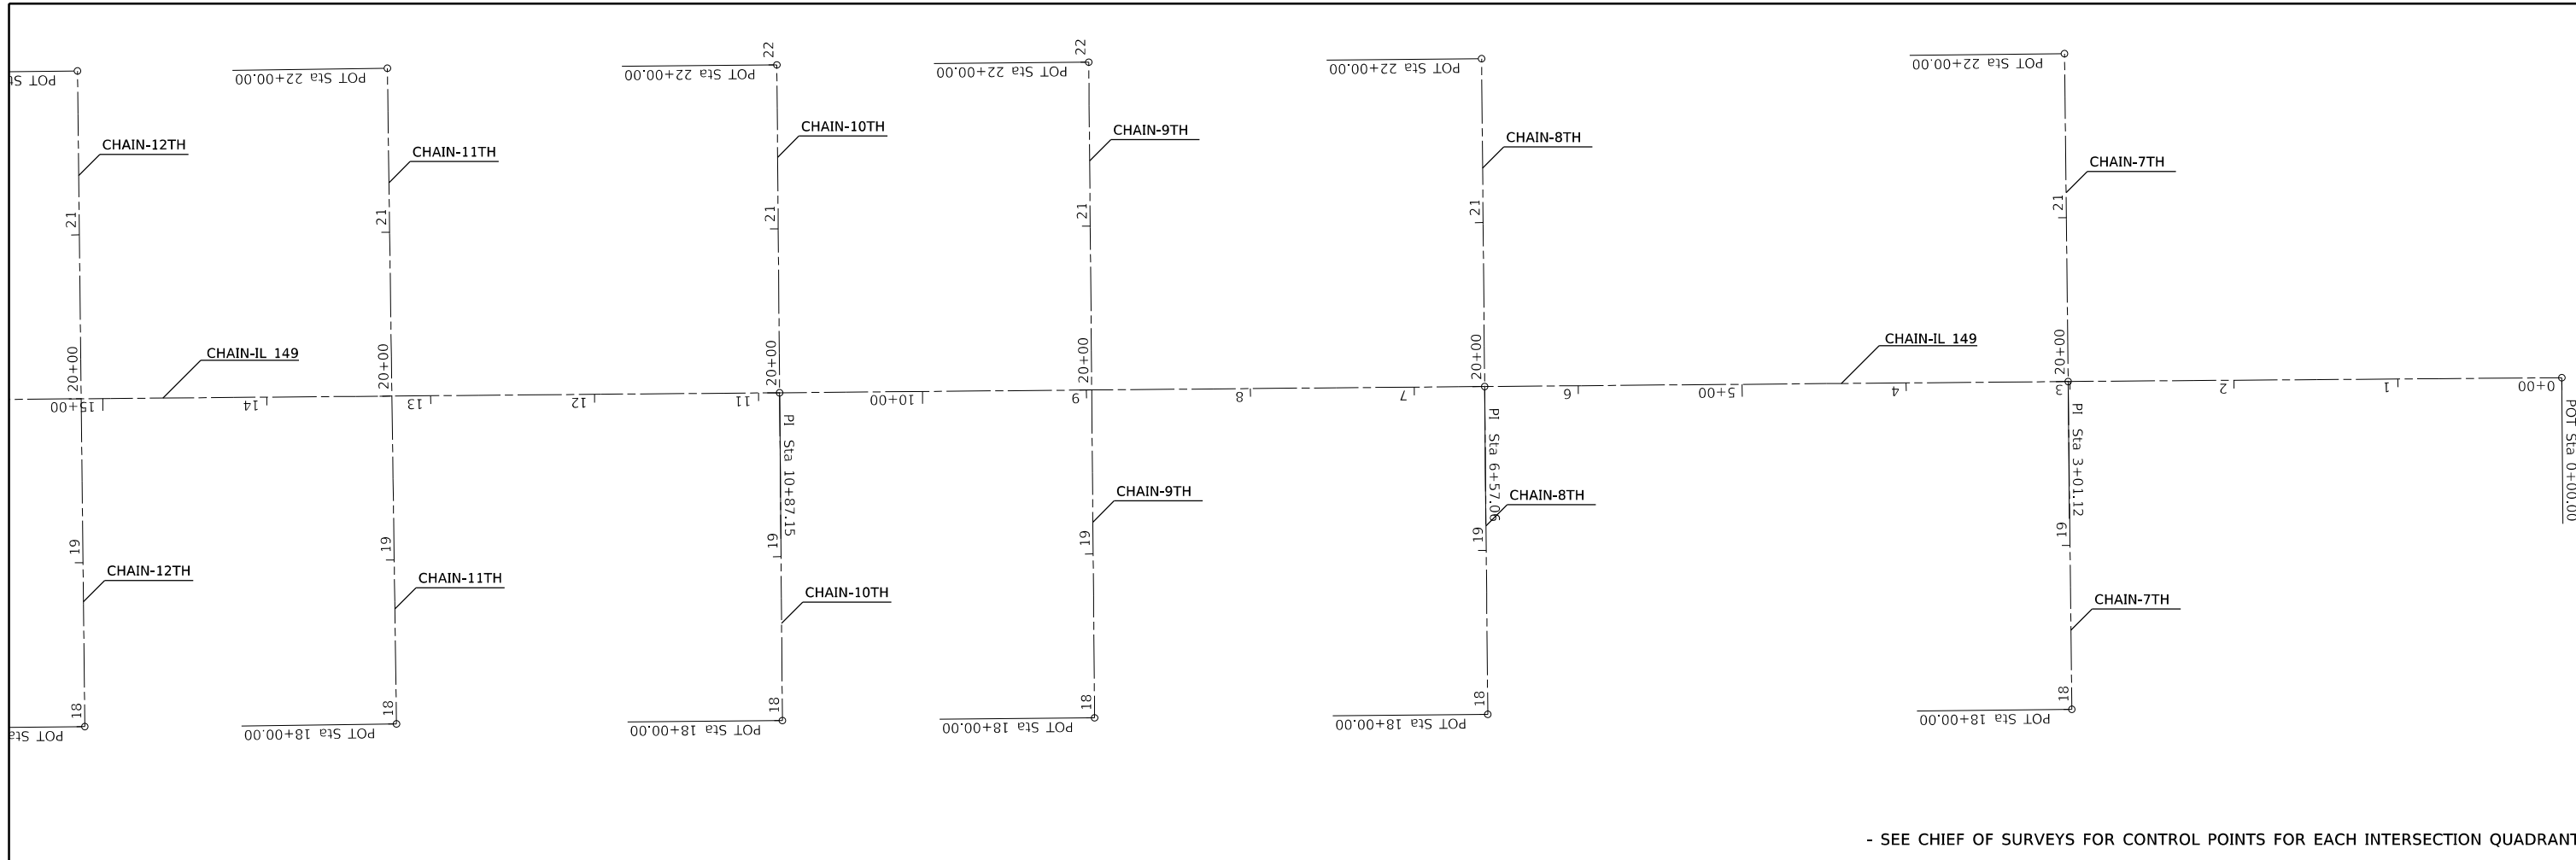 22
22
POT St
POT Sta 22+00.00
POT Sta 22+00.00
POT Sta 22+00.00
POT Sta 22+00.00
POT Sta 22+00.00
CHAIN-12TH
CHAIN-11TH
CHAIN-10TH
CHAIN-9TH
CHAIN-8TH
CHAIN-7TH
21
21
21
21
21
21
20+00
20+00
20+00
20+00
20+00
20+00
CHAIN-IL 149
CHAIN-IL 149
15+00
14
13
12
11
10+00
9
8
7
6
5+00
4
3
2
1
0+00
PI Sta 10+87.15
PI Sta 6+57.06
PI Sta 3+01.12
POT Sta 0+00.00
CHAIN-9TH
CHAIN-8TH
19
19
19
19
19
19
CHAIN-12TH
CHAIN-11TH
CHAIN-10TH
CHAIN-7TH
18
18
18
18
18
18
POT Sta
POT Sta 18+00.00
POT Sta 18+00.00
POT Sta 18+00.00
POT Sta 18+00.00
POT Sta 18+00.00
- SEE CHIEF OF SURVEYS FOR CONTROL POINTS FOR EACH INTERSECTION QUADRANT